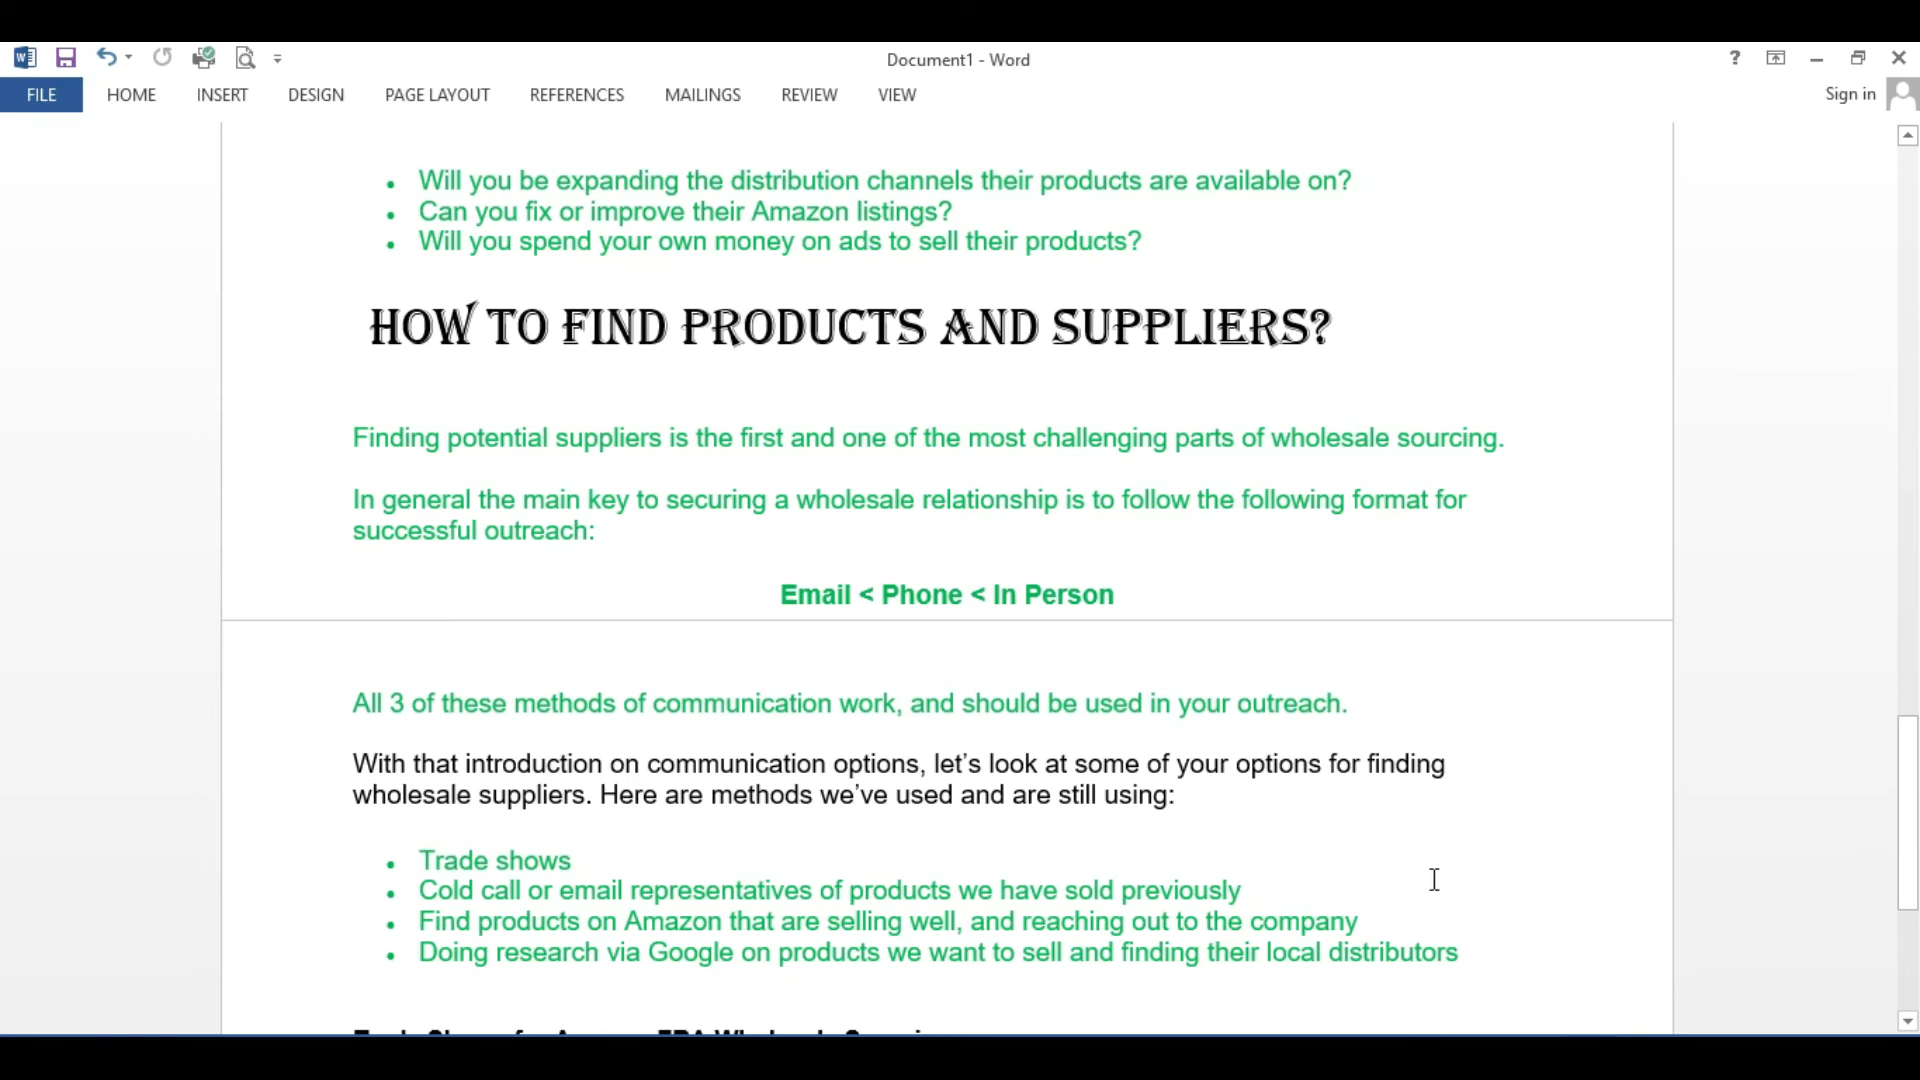 Document1 - Word
?
FILE HOME INSERT DESIGN PAGE LAYOUT REFERENCES MAILINGS REVIEW VIEW Sign in
• Will you be expanding the distribution channels their products are available on?
• Can you fix or improve their Amazon listings?
• Will you spend your own money on ads to sell their products?
HOW TO FIND PRODUCTS AND SUPPLIERS?
Finding potential suppliers is the first and one of the most challenging parts of wholesale sourcing.
In general the main key to securing a wholesale relationship is to follow the following format for
successful outreach:
Email < Phone < In Person
All 3 of these methods of communication work, and should be used in your outreach.
With that introduction on communication options, let’s look at some of your options for finding
wholesale suppliers. Here are methods we’ve used and are still using:
• Trade shows
• Cold call or email representatives of products we have sold previously
• Find products on Amazon that are selling well, and reaching out to the company
• Doing research via Google on products we want to sell and finding their local distributors